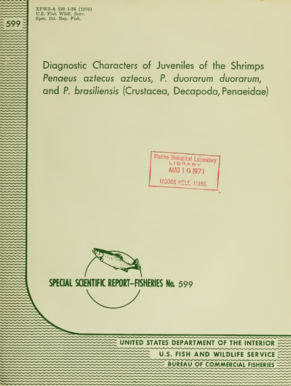 XFWS-A 599 1-26 (1970)
U.S. Fish Wildl. Serv.
Spec. Sci. Rep. Fish.
599
Diagnostic Characters of Juveniles of the Shrimps
Penaeus aztecus aztecus, P. duorarum duorarum,
and P. brasiliensis (Crustacea, Decapoda, Penaeidae)
Marine Biological Laboratory
LIBRARY
AUG 10 1971
WOODS HOLE, MASS.
SPECIAL SCIENTIFIC REPORT-FISHERIES No. 599
UNITED STATES DEPARTMENT OF THE INTERIOR
U.S. FISH AND WILDLIFE SERVICE
BUREAU OF COMMERCIAL FISHERIES